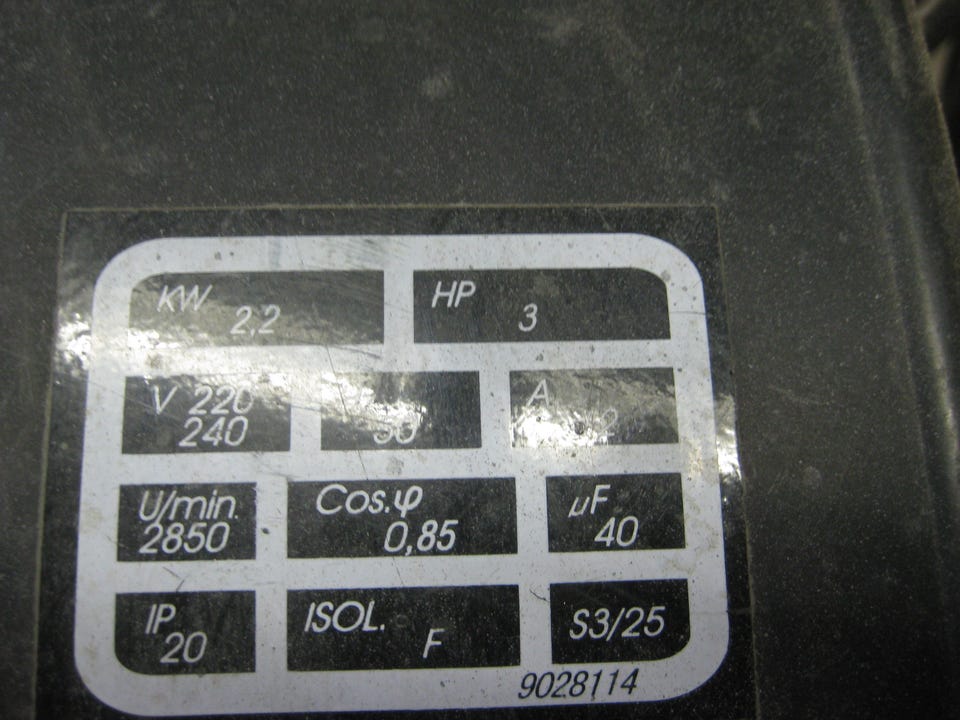 KW
2,2
HP
3
V 220
240
50
A
U/min.
2850
Cos.φ
0,85
µF
40
IP
20
ISOL.
F
S3/25
9028114